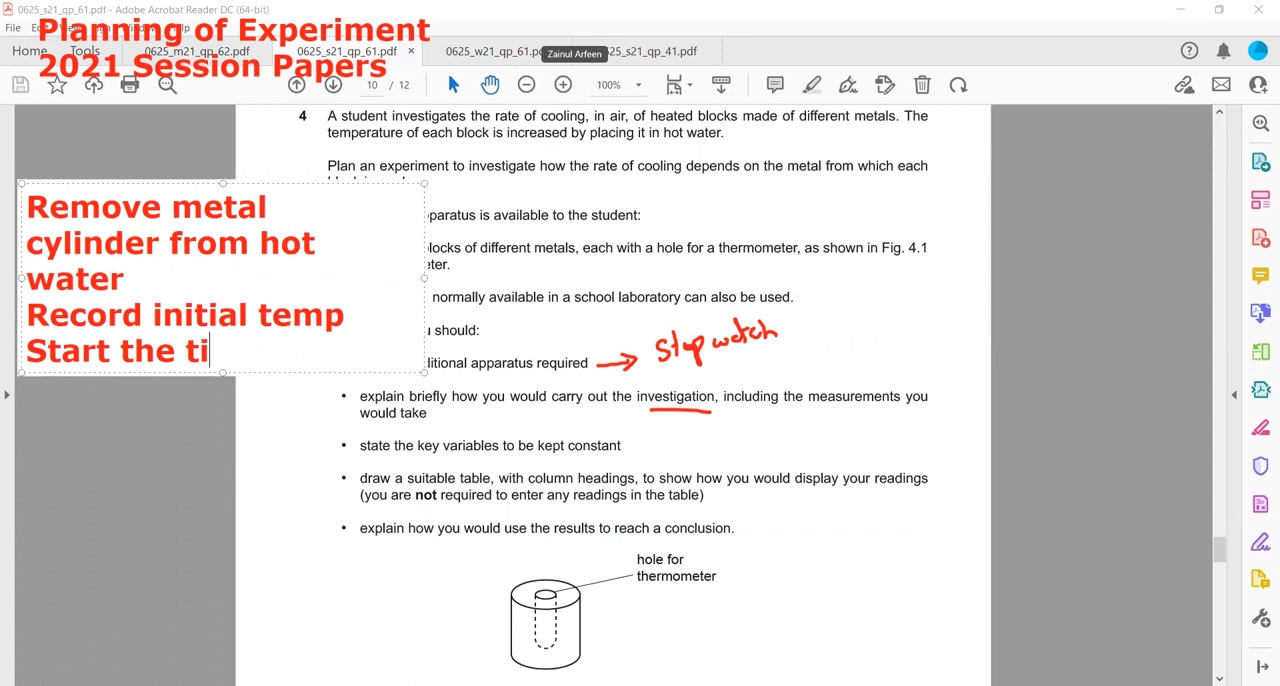 0625_s21_qp_61.pdf - Adobe Acrobat Reader DC (64-bit)
File
Planning of Experiment
2021 Session Papers
Home Tools 0625_m21_qp_62.pdf 0625_s21_qp_61.pdf × 0625_w21_qp_61.p Zainul Arfeen 025_s21_qp_41.pdf
10 / 12 100%
4 A student investigates the rate of cooling, in air, of heated blocks made of different metals. The
temperature of each block is increased by placing it in hot water.
Plan an experiment to investigate how the rate of cooling depends on the metal from which each
Remove metal
cylinder from hot
water
Record initial temp
Start the ti
paratus is available to the student:
locks of different metals, each with a hole for a thermometer, as shown in Fig. 4.1
ter.
normally available in a school laboratory can also be used.
u should:
ditional apparatus required → stop watch
• explain briefly how you would carry out the investigation, including the measurements you
would take
• state the key variables to be kept constant
• draw a suitable table, with column headings, to show how you would display your readings
(you are not required to enter any readings in the table)
• explain how you would use the results to reach a conclusion.
hole for
thermometer